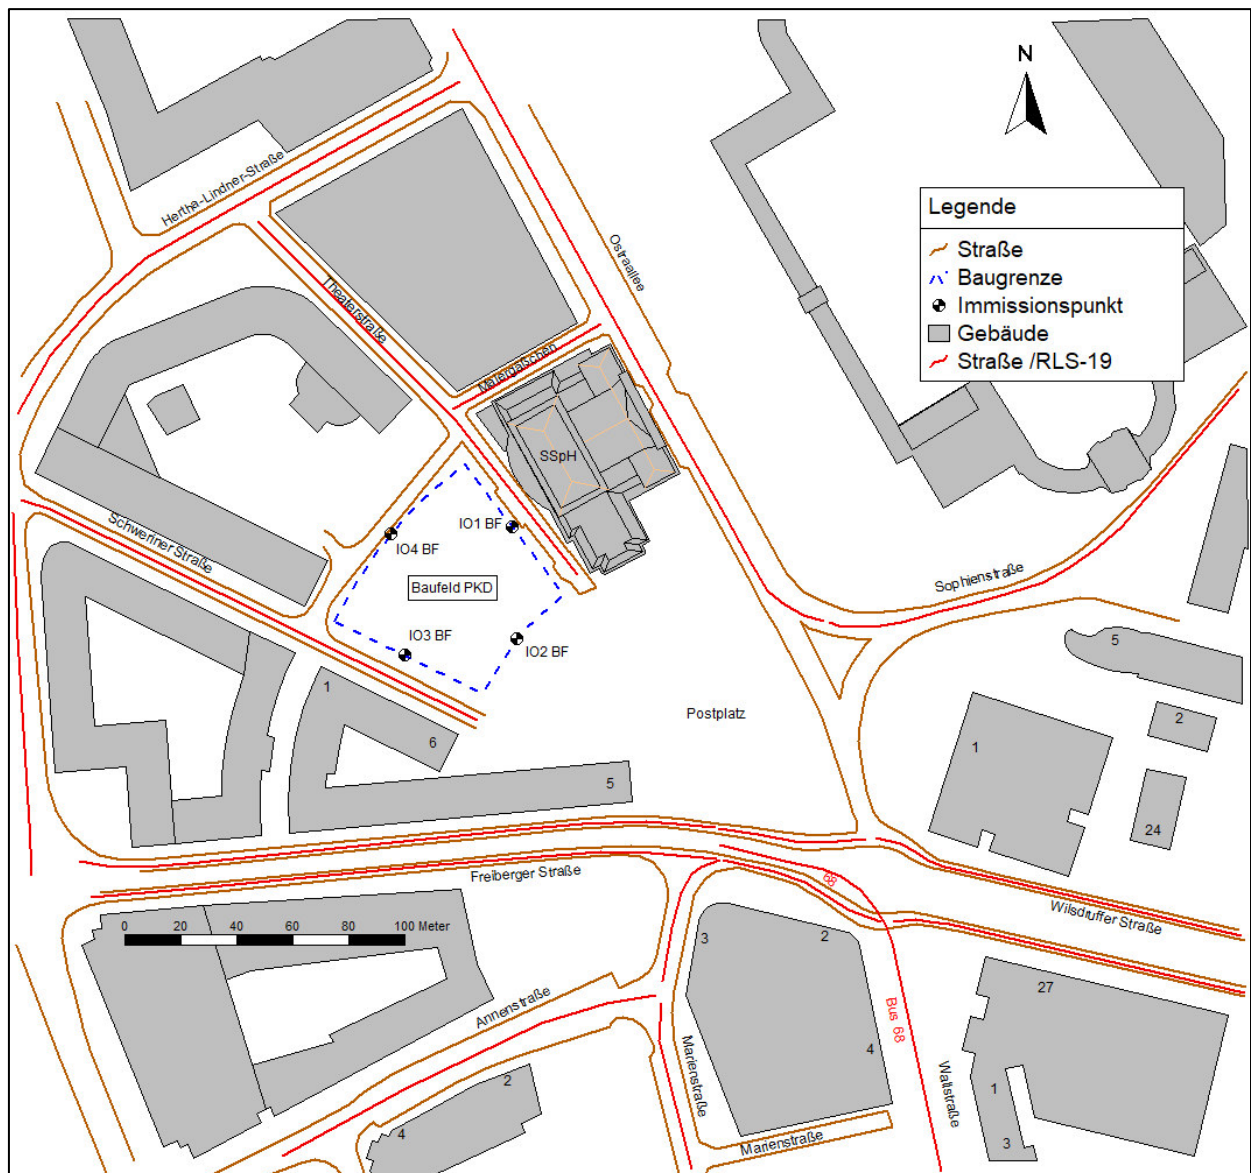 N
Legende
Straße
Baugrenze
Immissionspunkt
Gebäude
Straße /RLS-19
Hertha-Lindner-Straße
Ostraallee
Theaterstraße
Malergäßchen
SSpH
Schweriner Straße
IO1 BF
IO4 BF
Baufeld PKD
IO3 BF
IO2 BF
Sophienstraße
5
1
2
Postplatz
1
6
5
24
Freiberger Straße
68
Wilsdruffer Straße
0 20 40 60 80 100 Meter
3
2
27
Annenstraße
Bus 68
Marienstraße
4
Wallstraße
2
1
4
Marienstraße
3